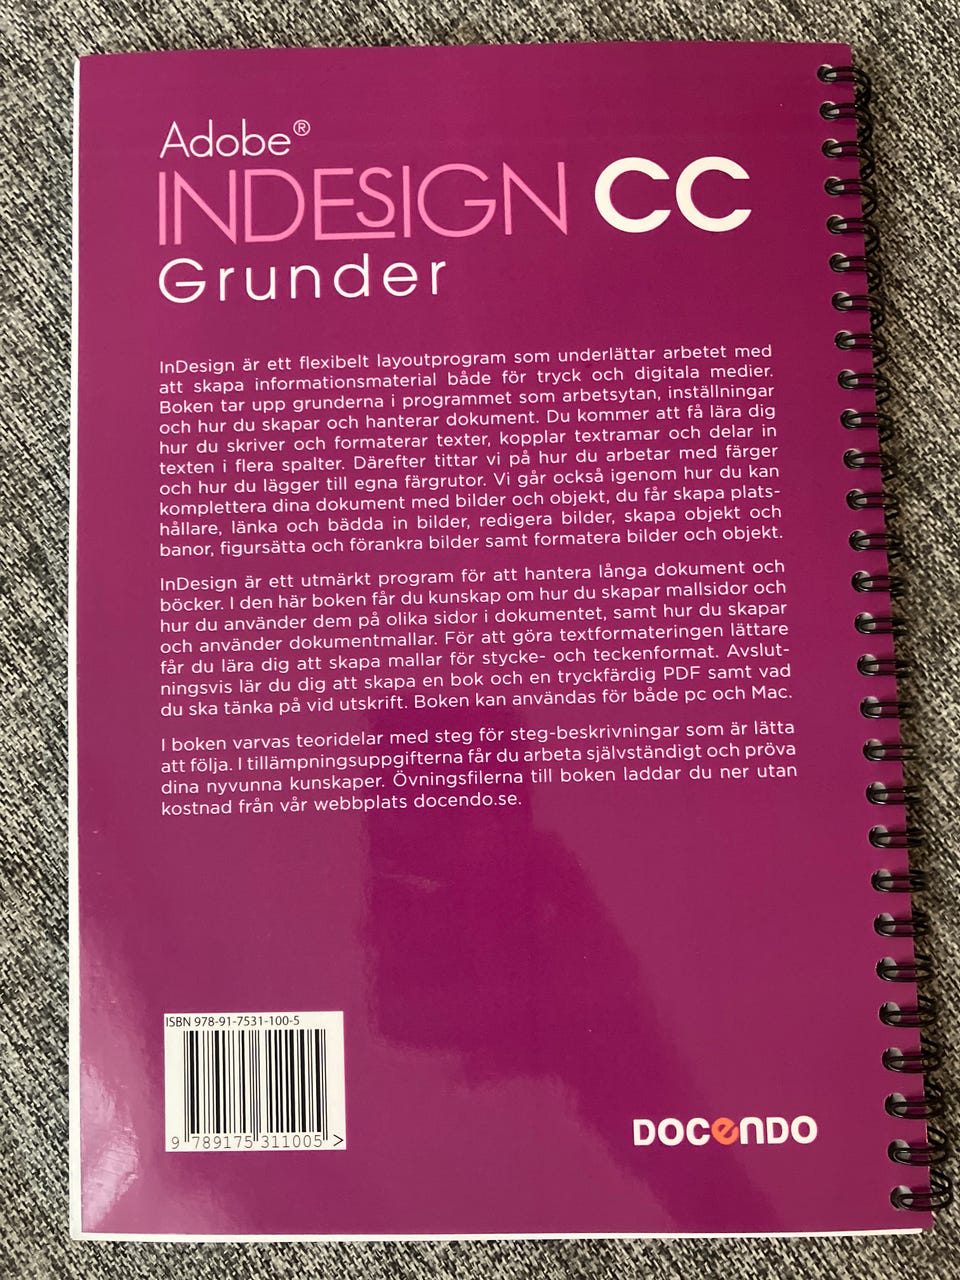 Adobe®
INDESIGN CC
Grunder
InDesign är ett flexibelt layoutprogram som underlättar arbetet med
att skapa informationsmaterial både för tryck och digitala medier.
Boken tar upp grunderna i programmet som arbetsytan, inställningar
och hur du skapar och hanterar dokument. Du kommer att få lära dig
hur du skriver och formaterar texter, kopplar textramar och delar in
texten i flera spalter. Därefter tittar vi på hur du arbetar med färger
och hur du lägger till egna färgrutor. Vi går också igenom hur du kan
komplettera dina dokument med bilder och objekt, du får skapa plats-
hållare, länka och bädda in bilder, redigera bilder, skapa objekt och
banor, figursätta och förankra bilder samt formatera bilder och objekt.
InDesign är ett utmärkt program för att hantera långa dokument och
böcker. I den här boken får du kunskap om hur du skapar mallsidor och
hur du använder dem på olika sidor i dokumentet, samt hur du skapar
och använder dokumentmallar. För att göra textformateringen lättare
får du lära dig att skapa mallar för stycke- och teckenformat. Avslut-
ningsvis lär du dig att skapa en bok och en tryckfärdig PDF samt vad
du ska tänka på vid utskrift. Boken kan användas för både pc och Mac.
I boken varvas teoridelar med steg för steg-beskrivningar som är lätta
att följa. I tillämpningsuppgifterna får du arbeta självständigt och pröva
dina nyvunna kunskaper. Övningsfilerna till boken laddar du ner utan
kostnad från vår webbplats docendo.se.
ISBN 978-91-7531-100-5
9 789175 311005 >
DOCENDO